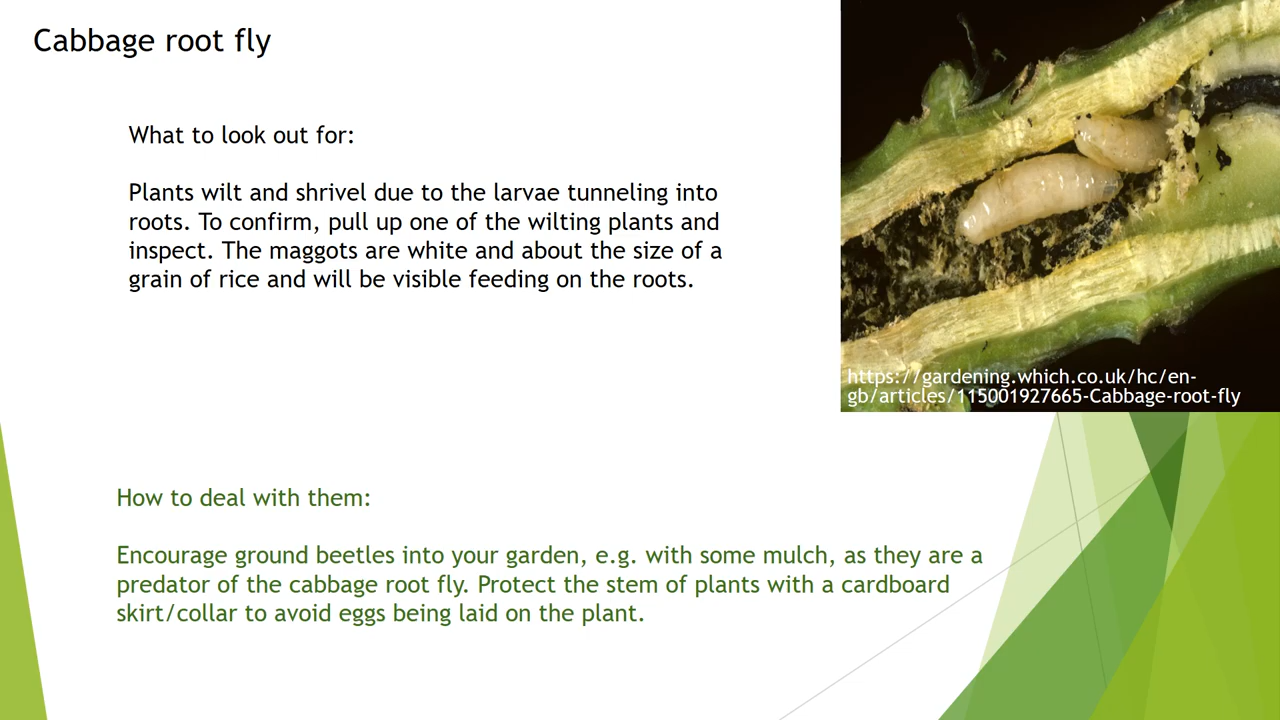 Cabbage root fly
What to look out for:
Plants wilt and shrivel due to the larvae tunneling into
roots. To confirm, pull up one of the wilting plants and
inspect. The maggots are white and about the size of a
grain of rice and will be visible feeding on the roots.
https://gardening.which.co.uk/hc/en-
gb/articles/115001927665-Cabbage-root-fly
How to deal with them:
Encourage ground beetles into your garden, e.g. with some mulch, as they are a
predator of the cabbage root fly. Protect the stem of plants with a cardboard
skirt/collar to avoid eggs being laid on the plant.